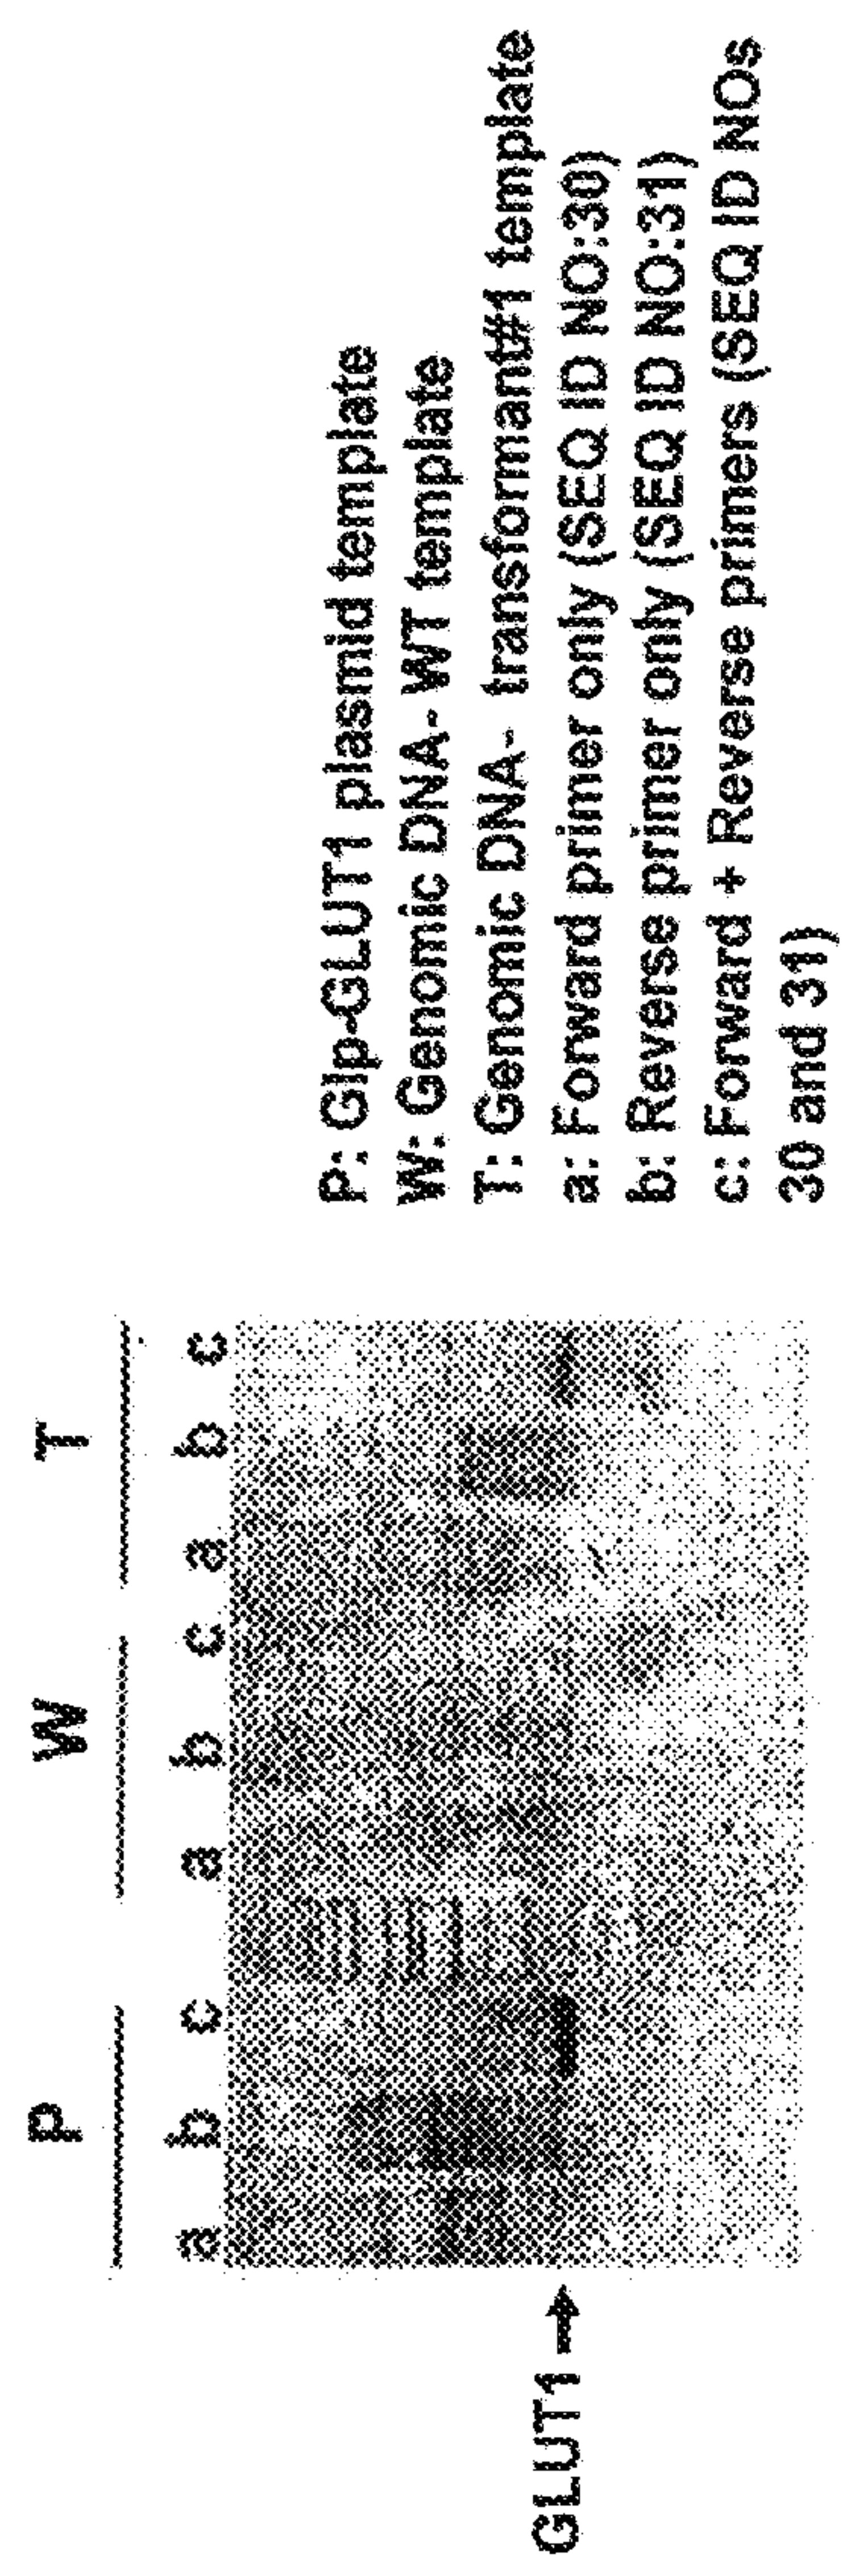 P W T
a b c a b c a b c
GLUT1
P: Glp-GLUT1 plasmid template
W: Genomic DNA- WT template
T: Genomic DNA- transformant#1 template
a: Forward primer only (SEQ ID NO:30)
b: Reverse primer only (SEQ ID NO:31)
c: Forward + Reverse primers (SEQ ID NOs
30 and 31)